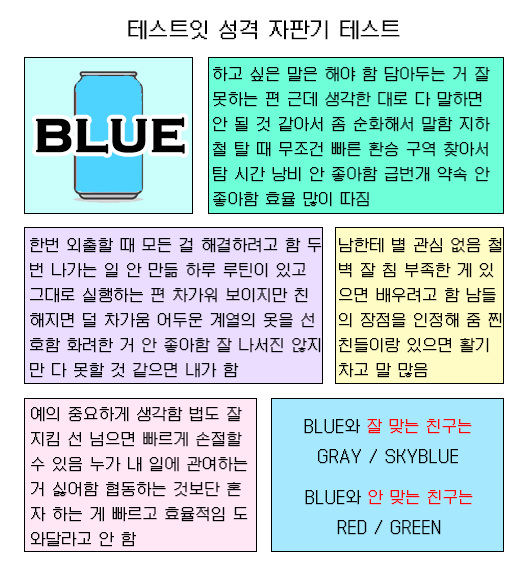 테스트잇 성격 자판기 테스트
BLUE
하고 싶은 말은 해야 함 담아두는 거 잘
못하는 편 근데 생각한 대로 다 말하면
안 될 것 같아서 좀 순화해서 말함 지하
철 탈 때 무조건 빠른 환승 구역 찾아서
탐 시간 낭비 안 좋아함 급번개 약속 안
좋아함 효율 많이 따짐
한번 외출할 때 모든 걸 해결하려고 함 두
번 나가는 일 안 만듦 하루 루틴이 있고
그대로 실행하는 편 차가워 보이지만 친
해지면 덜 차가움 어두운 계열의 옷을 선
호함 화려한 거 안 좋아함 잘 나서진 않지
만 다 못할 것 같으면 내가 함
남한테 별 관심 없음 철
벽 잘 침 부족한 게 있
으면 배우려고 함 남들
의 장점을 인정해 줌 찐
친들이랑 있으면 활기
차고 말 많음
예의 중요하게 생각함 법도 잘
지킴 선 넘으면 빠르게 손절할
수 있음 누가 내 일에 관여하는
거 싫어함 협동하는 것보단 혼
자 하는 게 빠르고 효율적임 도
와달라고 안 함
BLUE와 잘 맞는 친구는
GRAY / SKYBLUE
BLUE와 안 맞는 친구는
RED / GREEN